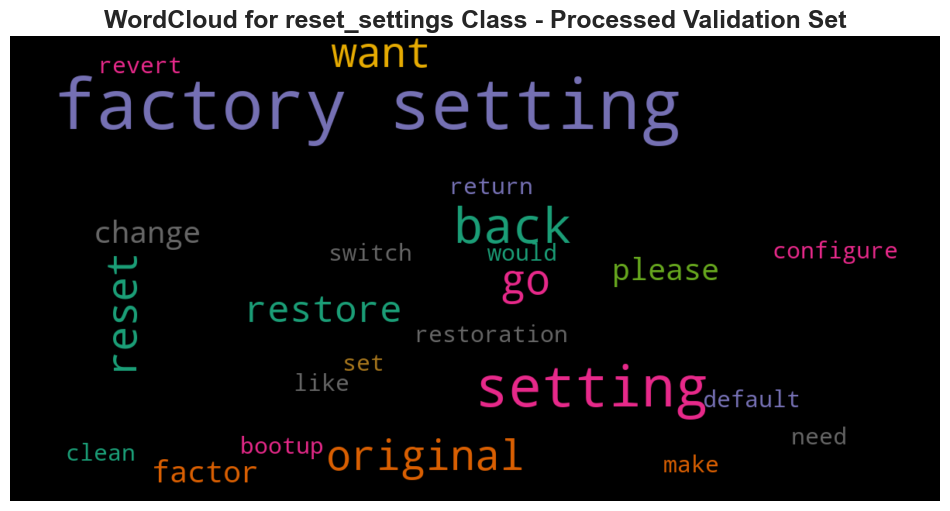 WordCloud for reset_settings Class - Processed Validation Set
want
revert
factory setting
return
back
change
switch
would
configure
please
go
reset
restore
restoration
set
like
setting
default
need
clean
bootup
original
factor
make